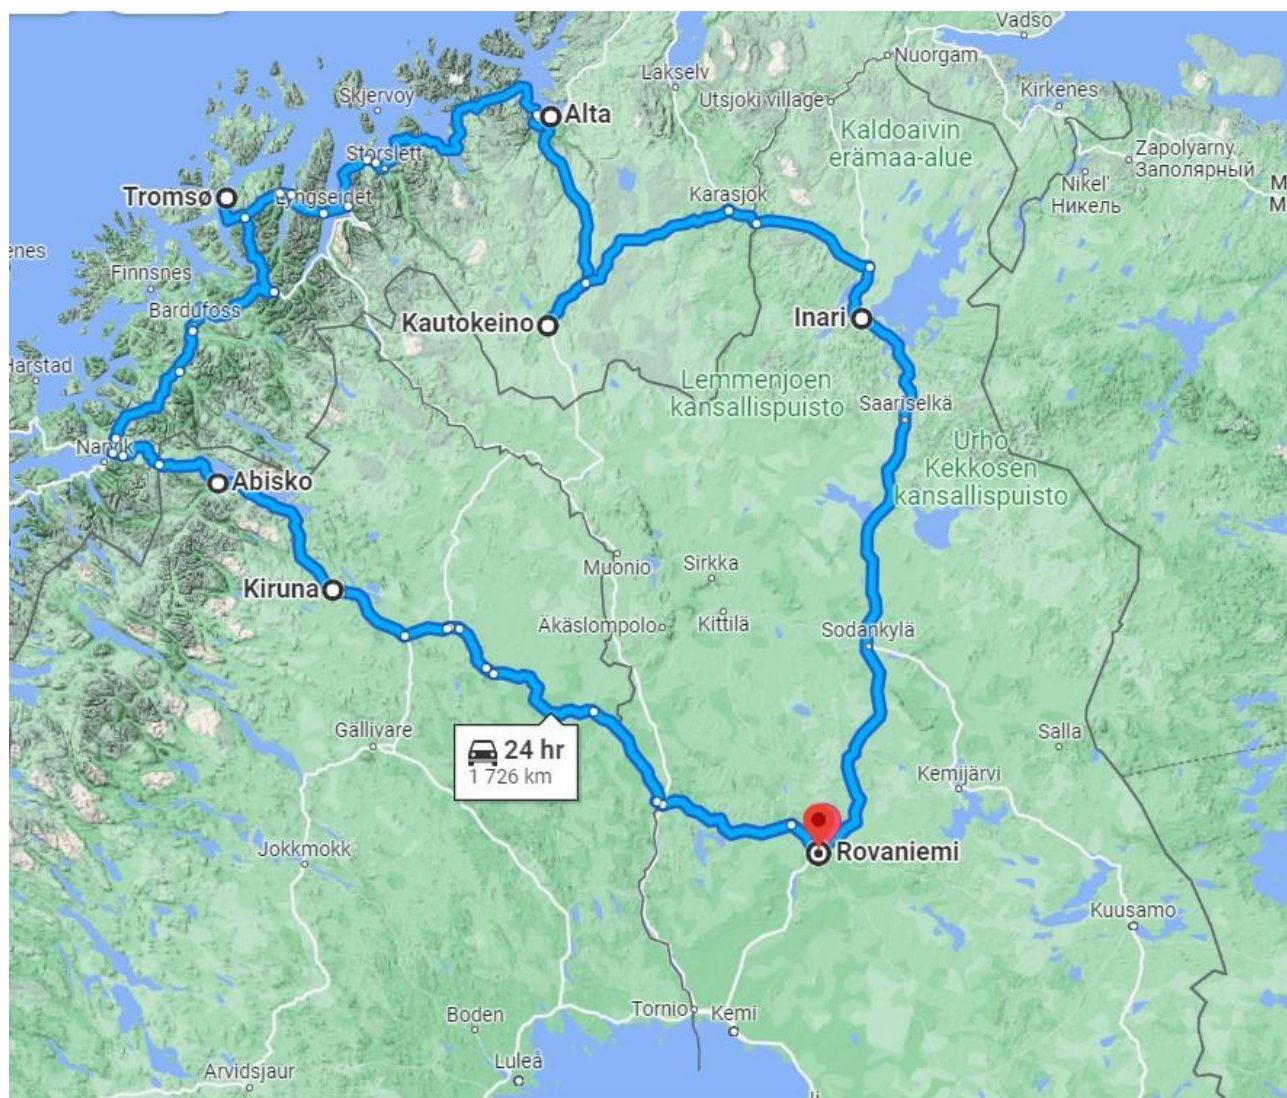 Vadsø
Nuorgam
Lakselv
Utsjoki village
Kirkenes
Skjervoy
Alta
Kaldoaivin
erämaa-alue
Zapolyarny
Заполярный
Storslett
Nikel'
Никель
M
M
Tromsø
Lyngseidet
Karasjok
enes
Finnsnes
Bardufoss
Kautokeino
Inari
Harstad
Lemmenjoen
kansallispuisto
Saariselkä
Narvik
Abisko
Urho
Kekkosen
kansallispuisto
Muonio
Sirkka
Kiruna
Äkäslompolo
Kittilä
Sodankylä
Gällivare
24 hr
1 726 km
Salla
Kemijärvi
Jokkmokk
Rovaniemi
Kuusamo
Boden
Tornio
Kemi
Luleå
Arvidsjaur